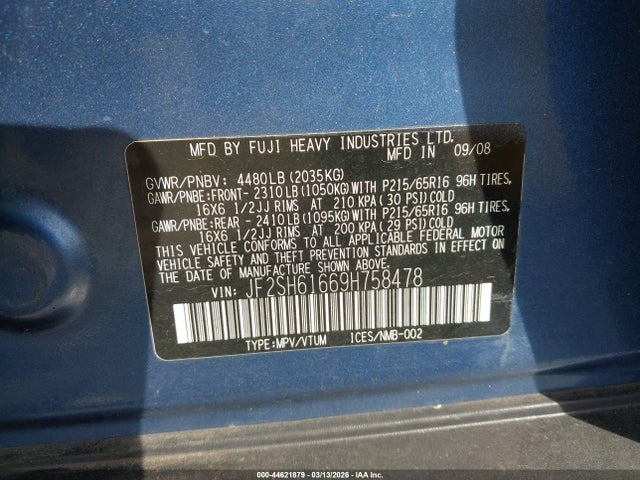 MFD BY FUJI HEAVY INDUSTRIES LTD.
MFD IN 09/08
GVWR/PNBV: 4480LB (2035KG)
GAWR/PNBE:FRONT-2310LB (1050KG)WITH P215/65R16 96H TIRES,
16X6 1/2JJ RIMS AT 210 KPA (30 PSI)COLD
GAWR/PNBE:REAR -2410LB (1095KG)WITH P215/65R16 96H TIRES,
16X6 1/2JJ RIMS AT 200 KPA (29 PSI)COLD
THIS VEHICLE CONFORMS TO ALL APPLICABLE FEDERAL MOTOR
VEHICLE SAFETY AND THEFT PREVENTION STANDARDS IN EFFECT ON
THE DATE OF MANUFACTURE SHOWN ABOVE.
VIN: JF2SH61669H758478
TYPE:MPV/VTUM ICES/NMB-002
000-44621879 | 03/13/2026 | IAA Inc.